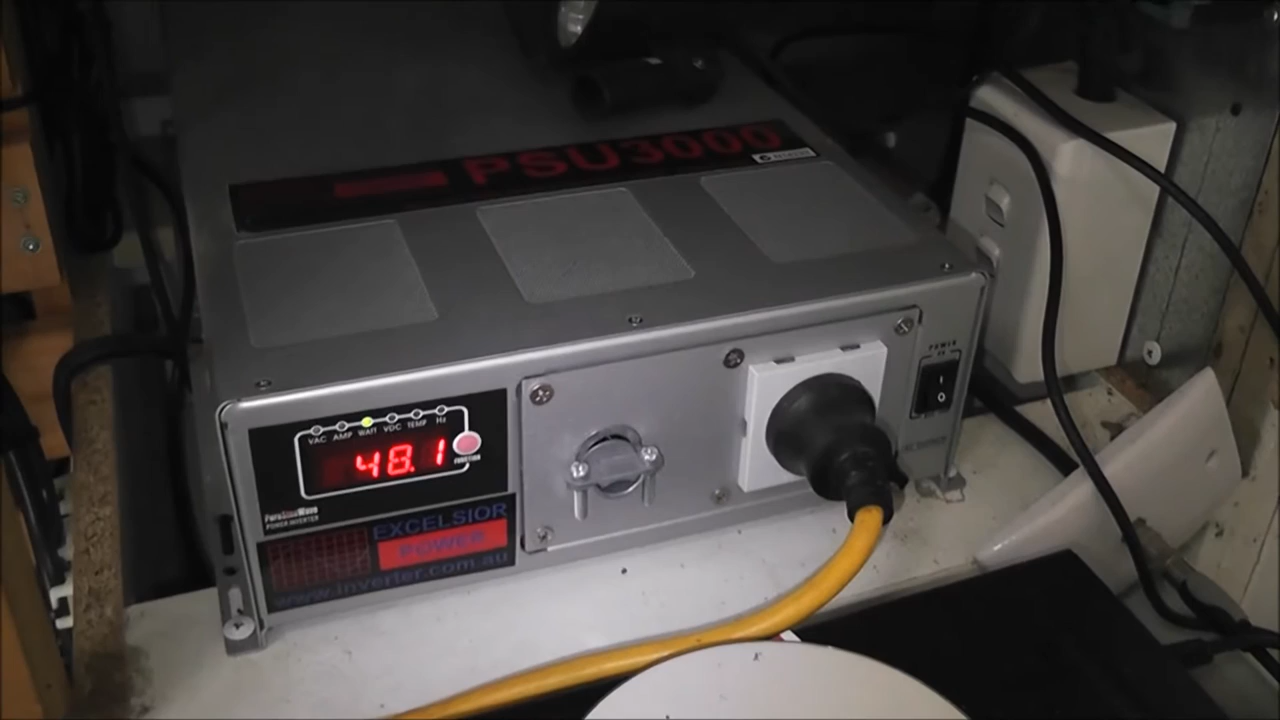 PSU3000
VAC AMP WATT VDC TEMP Hz
48.1
FUNCTION
PureSineWave
POWER INVERTER
EXCELSIOR
POWER
www.inverter.com.au
POWER
I
O